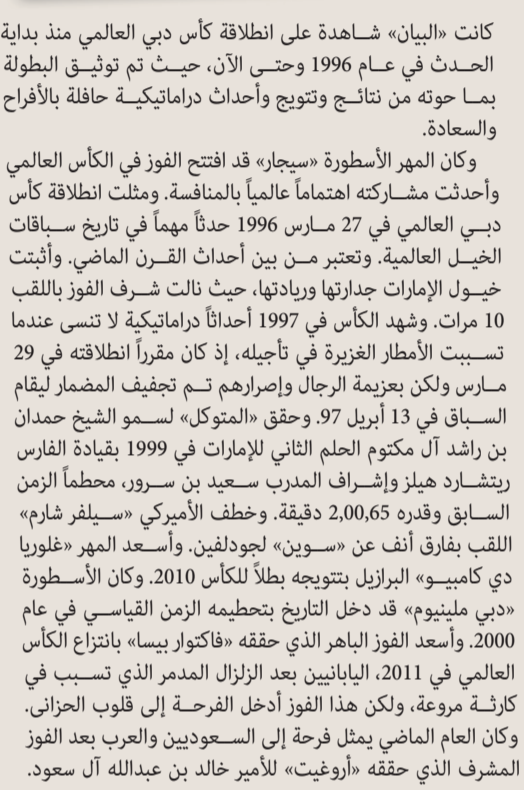 كانت «البيان» شاهدة على انطلاقة كأس دبي العالمي منذ بداية
الحدث في عام 1996 وحتى الآن، حيث تم توثيق البطولة
بما حوته من نتائج وتتويج وأحداث دراماتيكية حافلة بالأفراح
والسعادة.
وكان المهر الأسطورة «سيجار» قد افتتح الفوز في الكأس العالمي
وأحدثت مشاركته اهتماماً عالمياً بالمنافسة. ومثلت انطلاقة كأس
دبي العالمي في 27 مارس 1996 حدثاً مهماً في تاريخ سباقات
الخيل العالمية. وتعتبر من بين أحداث القرن الماضي. وأثبتت
خيول الإمارات جدارتها وريادتها، حيث نالت شرف الفوز باللقب
10 مرات. وشهد الكأس في 1997 أحداثاً دراماتيكية لا تنسى عندما
تسببت الأمطار الغزيرة في تأجيله، إذ كان مقرراً انطلاقته في 29
مارس ولكن بعزيمة الرجال وإصرارهم تم تجفيف المضمار ليقام
السباق في 13 أبريل 97. وحقق «المتوكل» لسمو الشيخ حمدان
بن راشد آل مكتوم الحلم الثاني للإمارات في 1999 بقيادة الفارس
ريتشارد هيلز وإشراف المدرب سعيد بن سرور، محطماً الزمن
السابق وقدره 2,00,65 دقيقة. وخطف الأميركي «سيلفر شارم»
اللقب بفارق أنف عن «سوين» لجودلفين. وأسعد المهر «غلوريا
دي كامبيو» البرازيل بتتويجه بطلاً للكأس 2010. وكان الأسطورة
«دبي ملينيوم» قد دخل التاريخ بتحطيمه الزمن القياسي في عام
2000. وأسعد الفوز الباهر الذي حققه «فاكتوار بيسا» بانتزاع الكأس
العالمي في 2011، اليابانيين بعد الزلزال المدمر الذي تسبب في
كارثة مروعة، ولكن هذا الفوز أدخل الفرحة إلى قلوب الحزانى.
وكان العام الماضي يمثل فرحة إلى السعوديين والعرب بعد الفوز
المشرف الذي حققه «أروغيت» للأمير خالد بن عبدالله آل سعود.